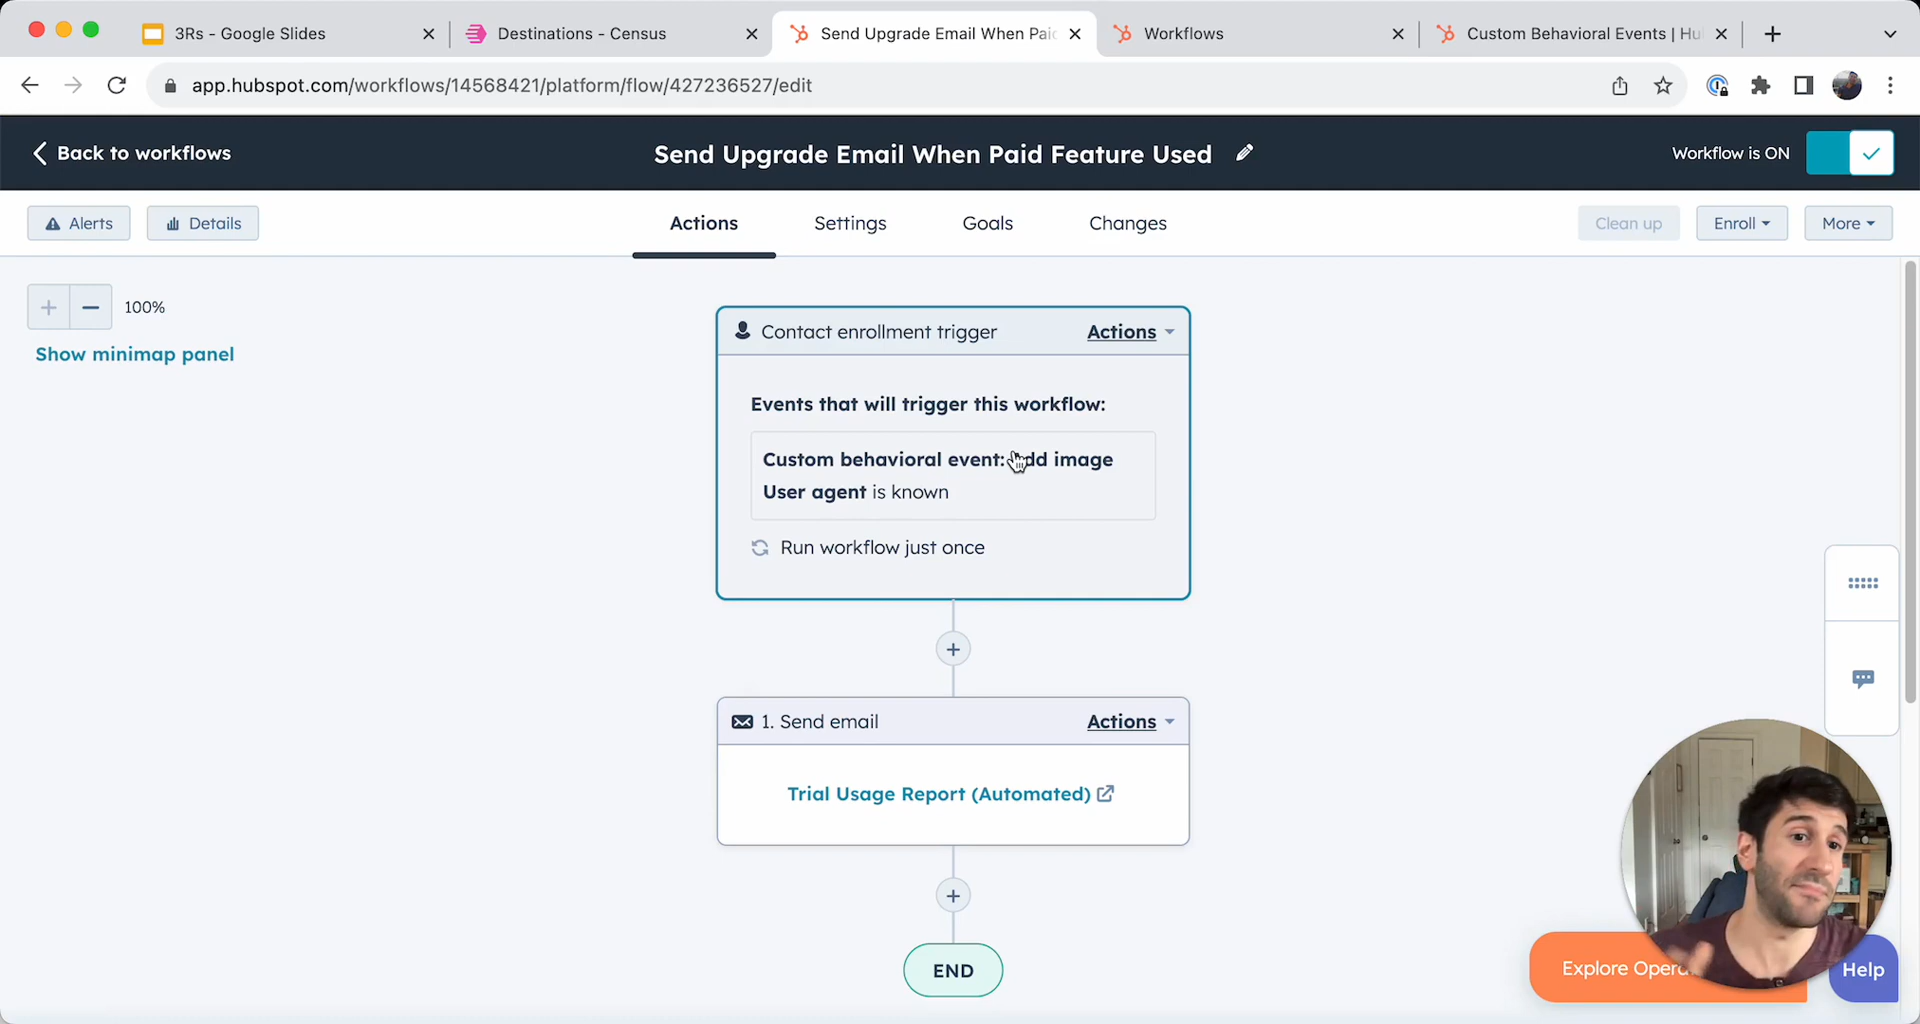 3Rs - Google Slides
Destinations - Census
Send Upgrade Email When Pai
Workflows
Custom Behavioral Events | Hu
app.hubspot.com/workflows/14568421/platform/flow/427236527/edit
Back to workflows
Send Upgrade Email When Paid Feature Used
Workflow is ON
Alerts
Details
Actions
Settings
Goals
Changes
Clean up
Enroll
More
100%
Show minimap panel
Contact enrollment trigger
Actions
Events that will trigger this workflow:
Custom behavioral event: dd image
User agent is known
Run workflow just once
1. Send email
Actions
Trial Usage Report (Automated)
END
Explore Oper
Help